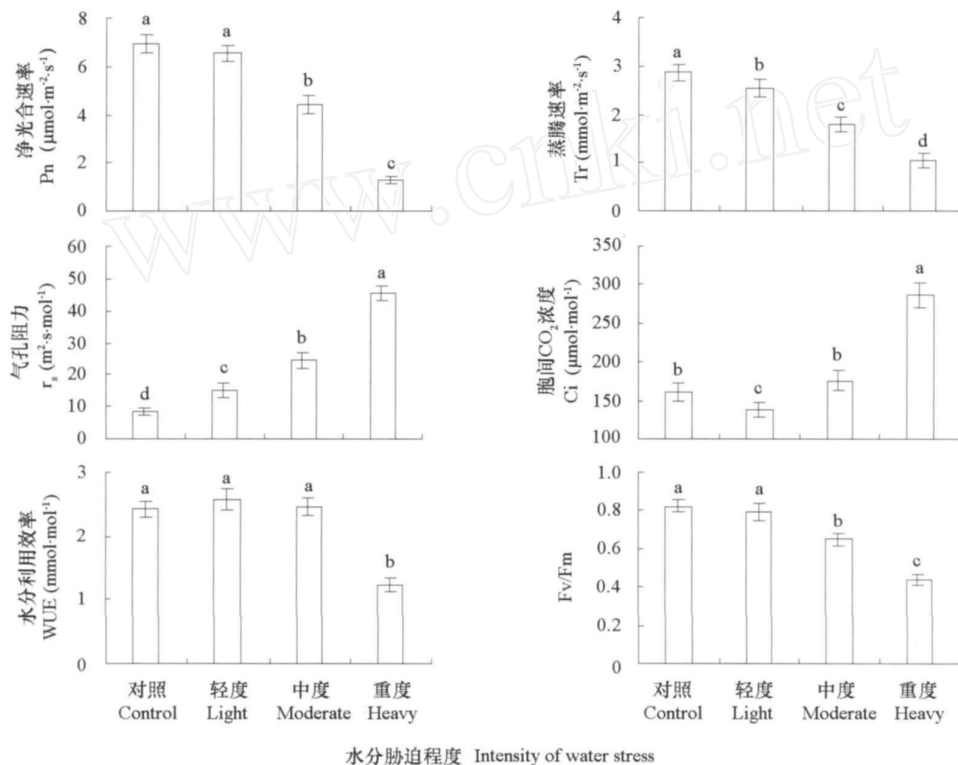 净光合速率
Pn (μmol·m⁻²·s⁻¹)
8
6
4
2
0
a
a
b
c
蒸腾速率
Tr (mmol·m⁻²·s⁻¹)
4
3
2
1
0
a
b
c
d
www.cnki.net
气孔阻力
rₛ (m²·s·mol⁻¹)
60
50
40
30
20
10
0
d
c
b
a
胞间CO₂浓度
Ci (μmol·mol⁻¹)
350
300
250
200
150
100
b
c
b
a
水分利用效率
WUE (mmol·mol⁻¹)
3
2
1
0
a
a
a
b
对照 轻度 中度 重度
Control Light Moderate Heavy
Fv/Fm
1.0
0.8
0.6
0.4
0.2
0
a
a
b
c
对照 轻度 中度 重度
Control Light Moderate Heavy
水分胁迫程度 Intensity of water stress